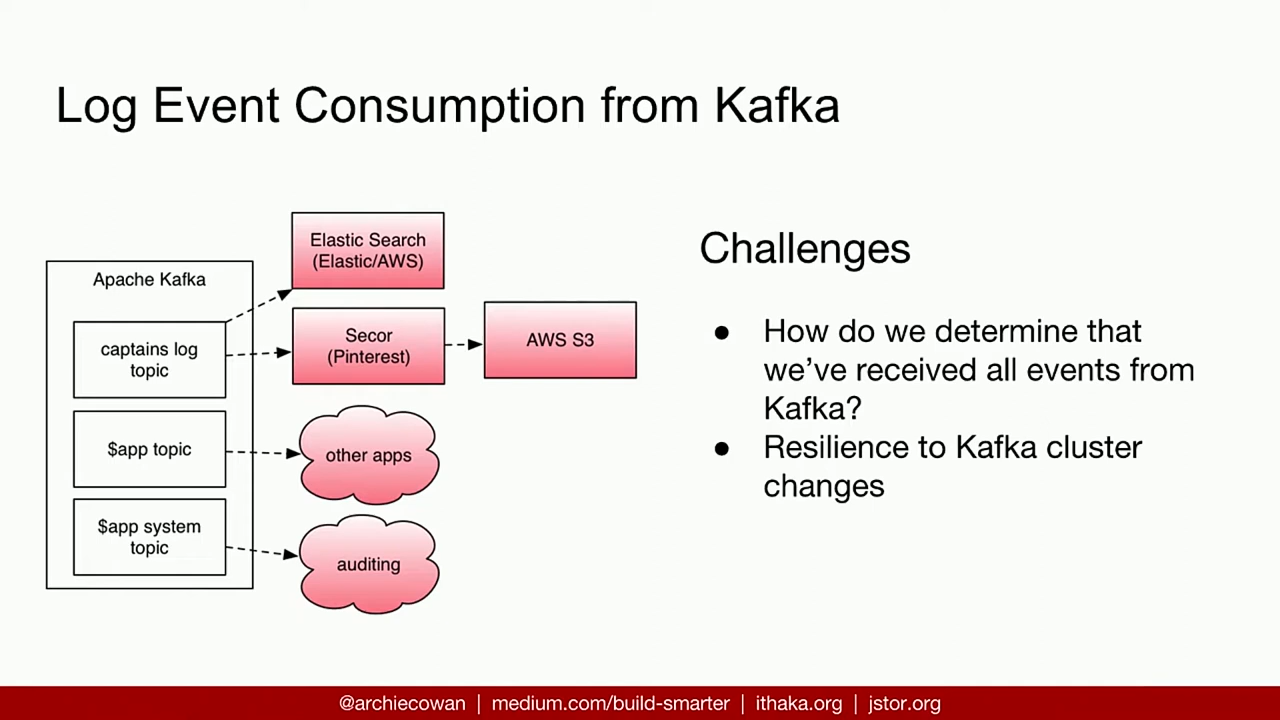 Log Event Consumption from Kafka
Apache Kafka
captains log
topic
$app topic
$app system
topic
Elastic Search
(Elastic/AWS)
Secor
(Pinterest)
AWS S3
other apps
auditing
Challenges
● How do we determine that
we’ve received all events from
Kafka?
● Resilience to Kafka cluster
changes
@archiecowan | medium.com/build-smarter | ithaka.org | jstor.org